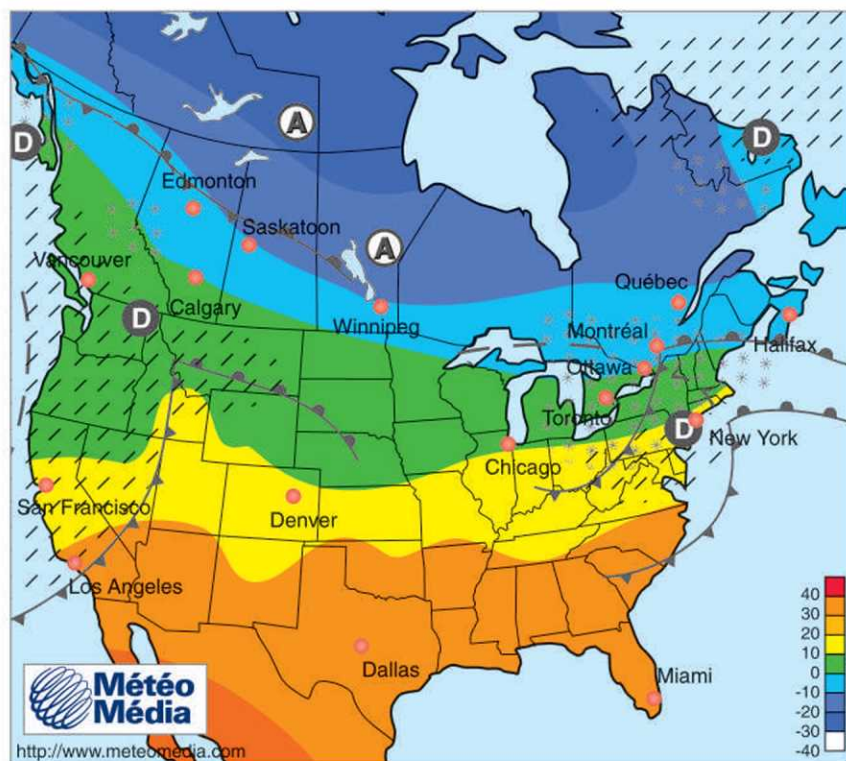 A
D
D
Edmonton
Saskatoon
A
Vancouver
Québec
Calgary
D
Winnipeg
Montréal
Halifax
Ottawa
Toronto
D
New York
Chicago
San Francisco
Denver
Los Angeles
Dallas
Miami
40
30
20
10
0
-10
-20
-30
-40
Météo
Média
http://www.meteomedia.com